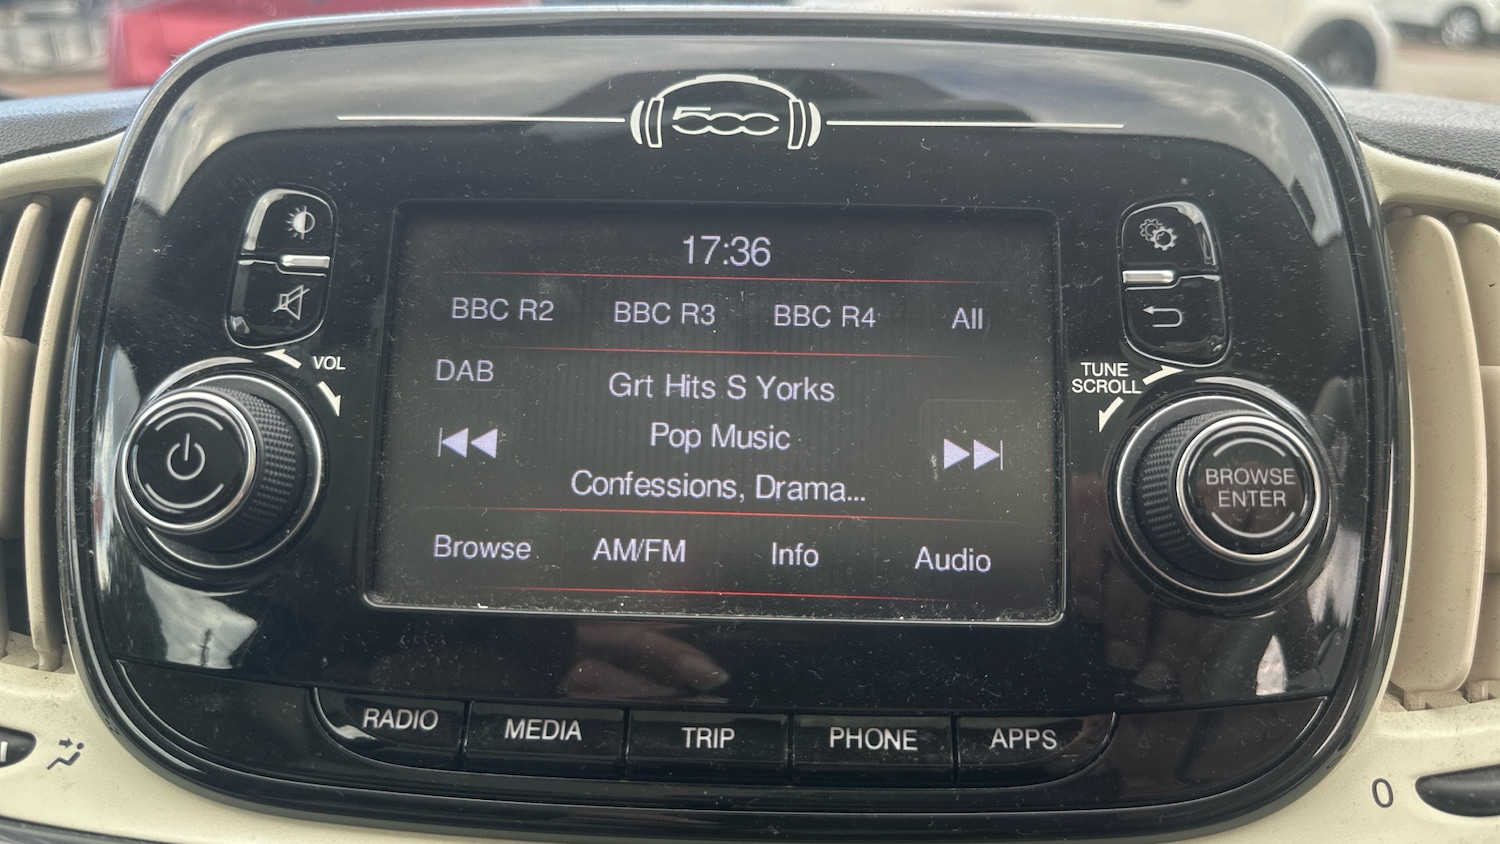 500
17:36
BBC R2 BBC R3 BBC R4 All
DAB
Grt Hits S Yorks
Pop Music
Confessions, Drama...
Browse AM/FM Info Audio
VOL
TUNE
SCROLL
BROWSE
ENTER
RADIO MEDIA TRIP PHONE APPS
0